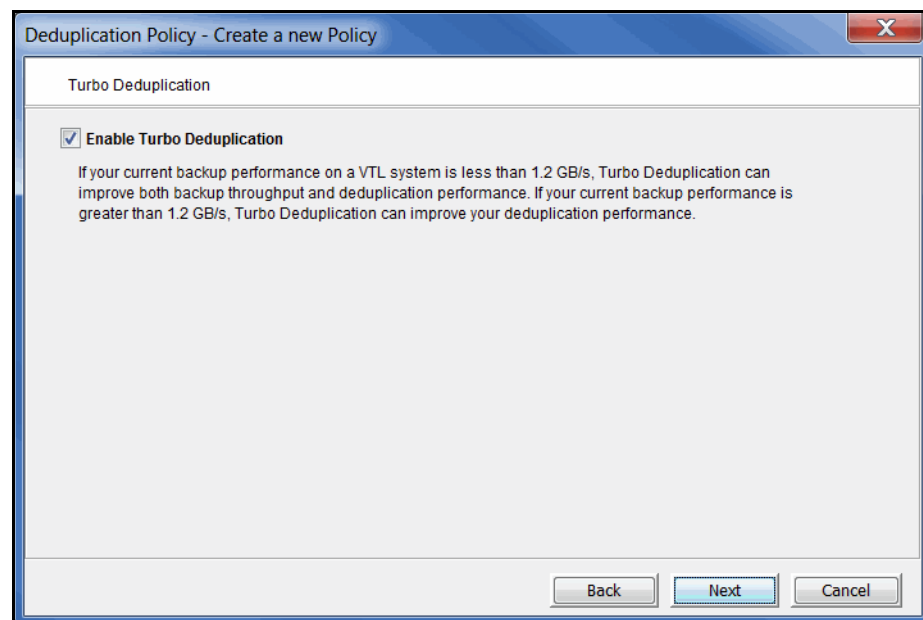 Deduplication Policy - Create a new Policy
X
Turbo Deduplication
Enable Turbo Deduplication
If your current backup performance on a VTL system is less than 1.2 GB/s, Turbo Deduplication can
improve both backup throughput and deduplication performance. If your current backup performance is
greater than 1.2 GB/s, Turbo Deduplication can improve your deduplication performance.
Back
Next
Cancel